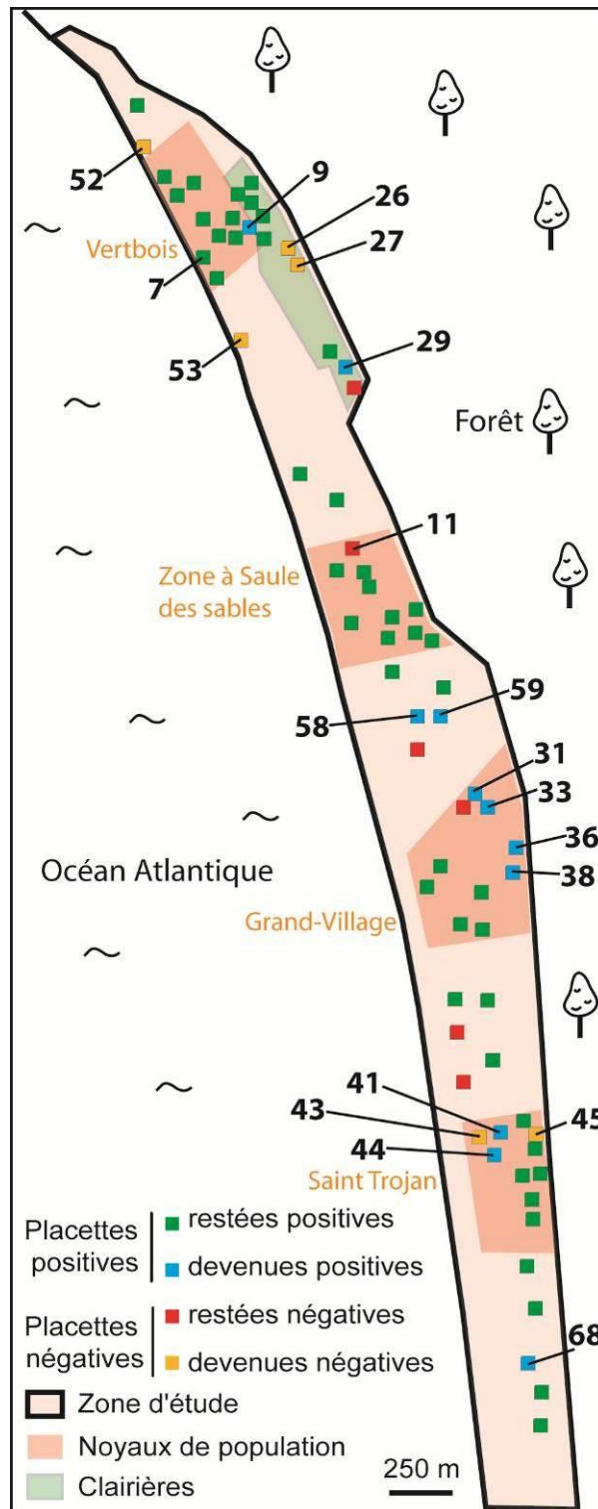 52
9
26
27
Vertbois
7
53
29
Forêt
11
Zone à Saule
des sables
59
58
31
33
36
38
Océan Atlantique
Grand-Village
41
43
45
44
Saint Trojan
Placettes
positives
restées positives
devenues positives
Placettes
négatives
restées négatives
devenues négatives
68
Zone d'étude
Noyaux de population
Clairières
250 m